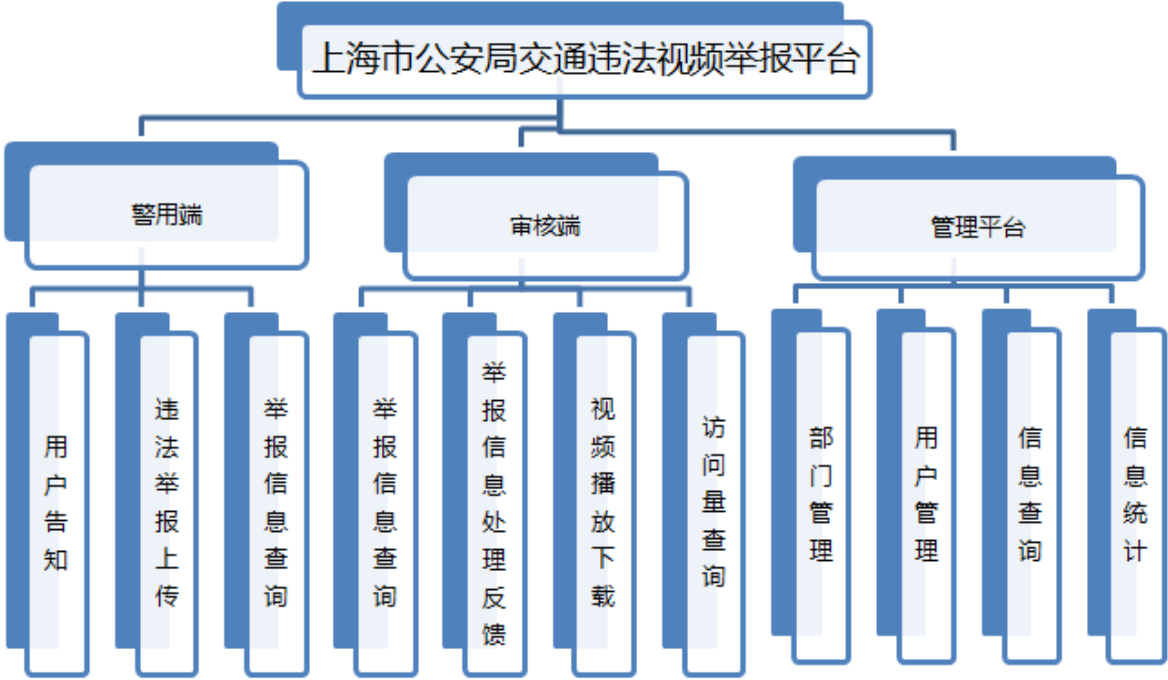 上海市公安局交通违法视频举报平台
警用端
审核端
管理平台
用户告知
违法举报上传
举报信息查询
举报信息查询
举报信息处理反馈
视频播放下载
访问量查询
部门管理
用户管理
信息查询
信息统计